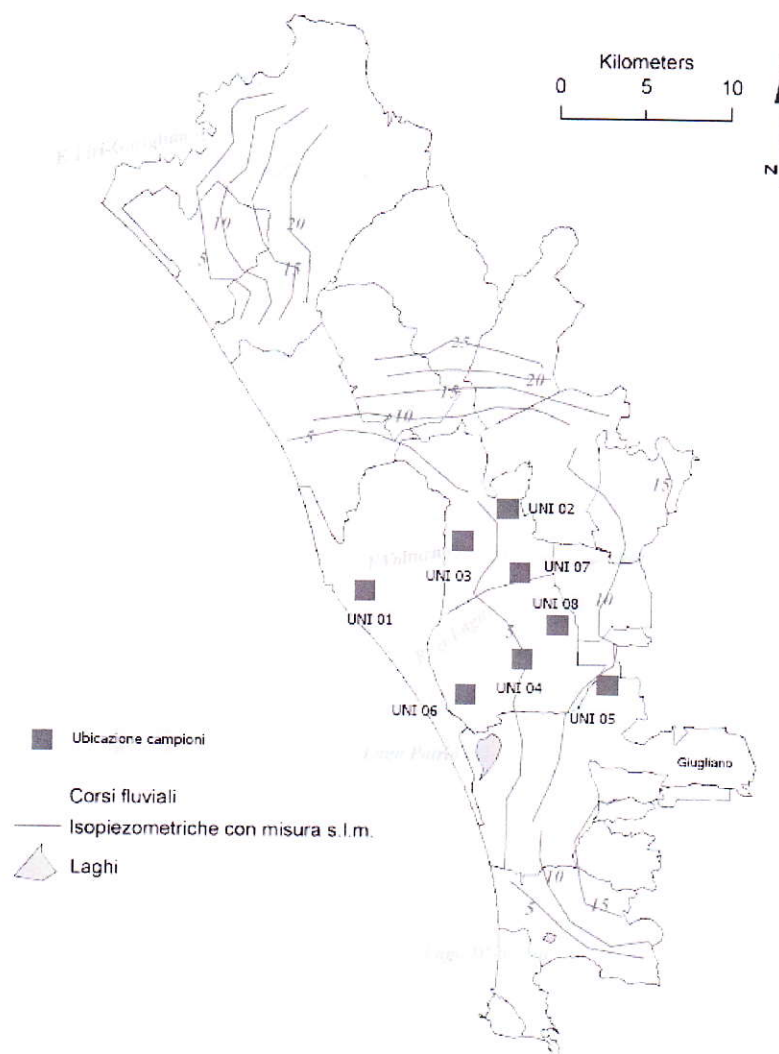 Kilometers
0 5 10
N
20
10
5
15
25
20
15
10
5
15
UNI 02
UNI 03
UNI 07
UNI 01
UNI 08
10
5
UNI 04
UNI 06
UNI 05
Giugliano
Ubicazione campioni
Corsi fluviali
Isopiezometriche con misura s.l.m.
Laghi
10
5
15